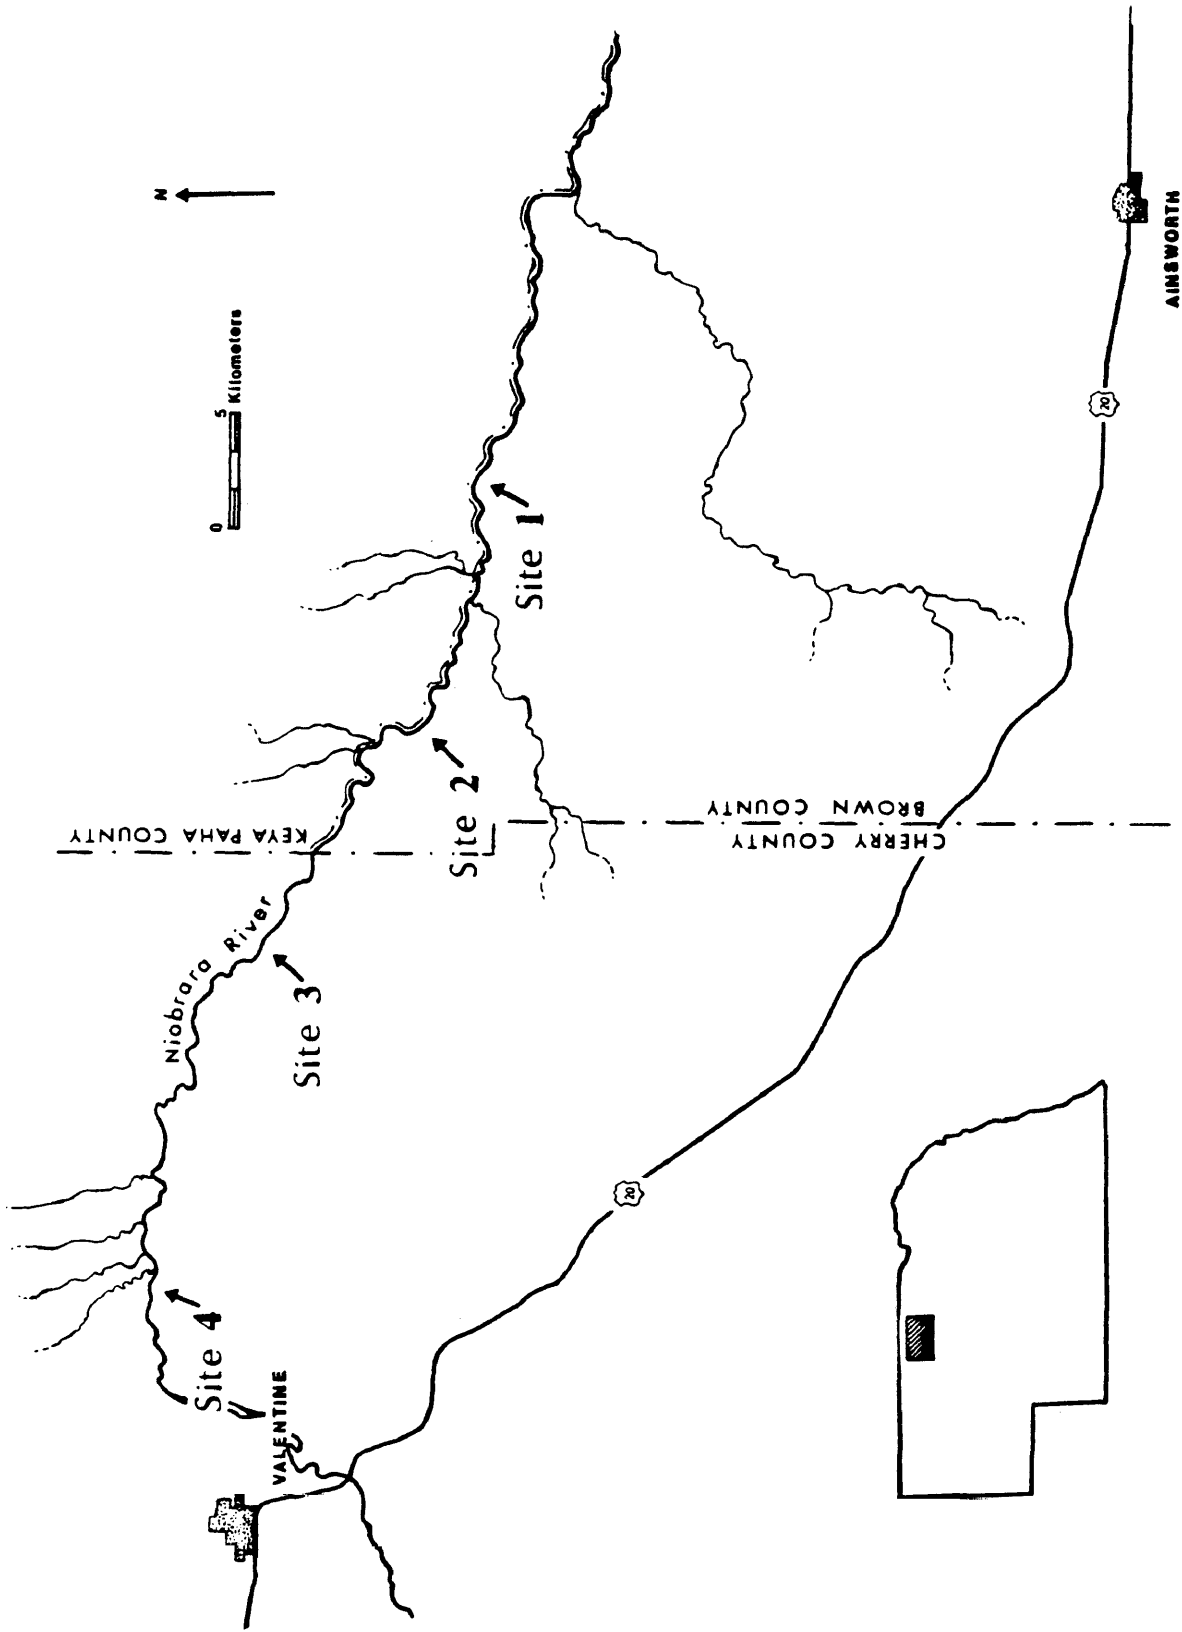 N
0 5 Kilometers
Niobrara River
KEYA PAHA COUNTY
CHERRY COUNTY
BROWN COUNTY
Site 1
Site 2
Site 3
Site 4
VALENTINE
AINSWORTH
20
20